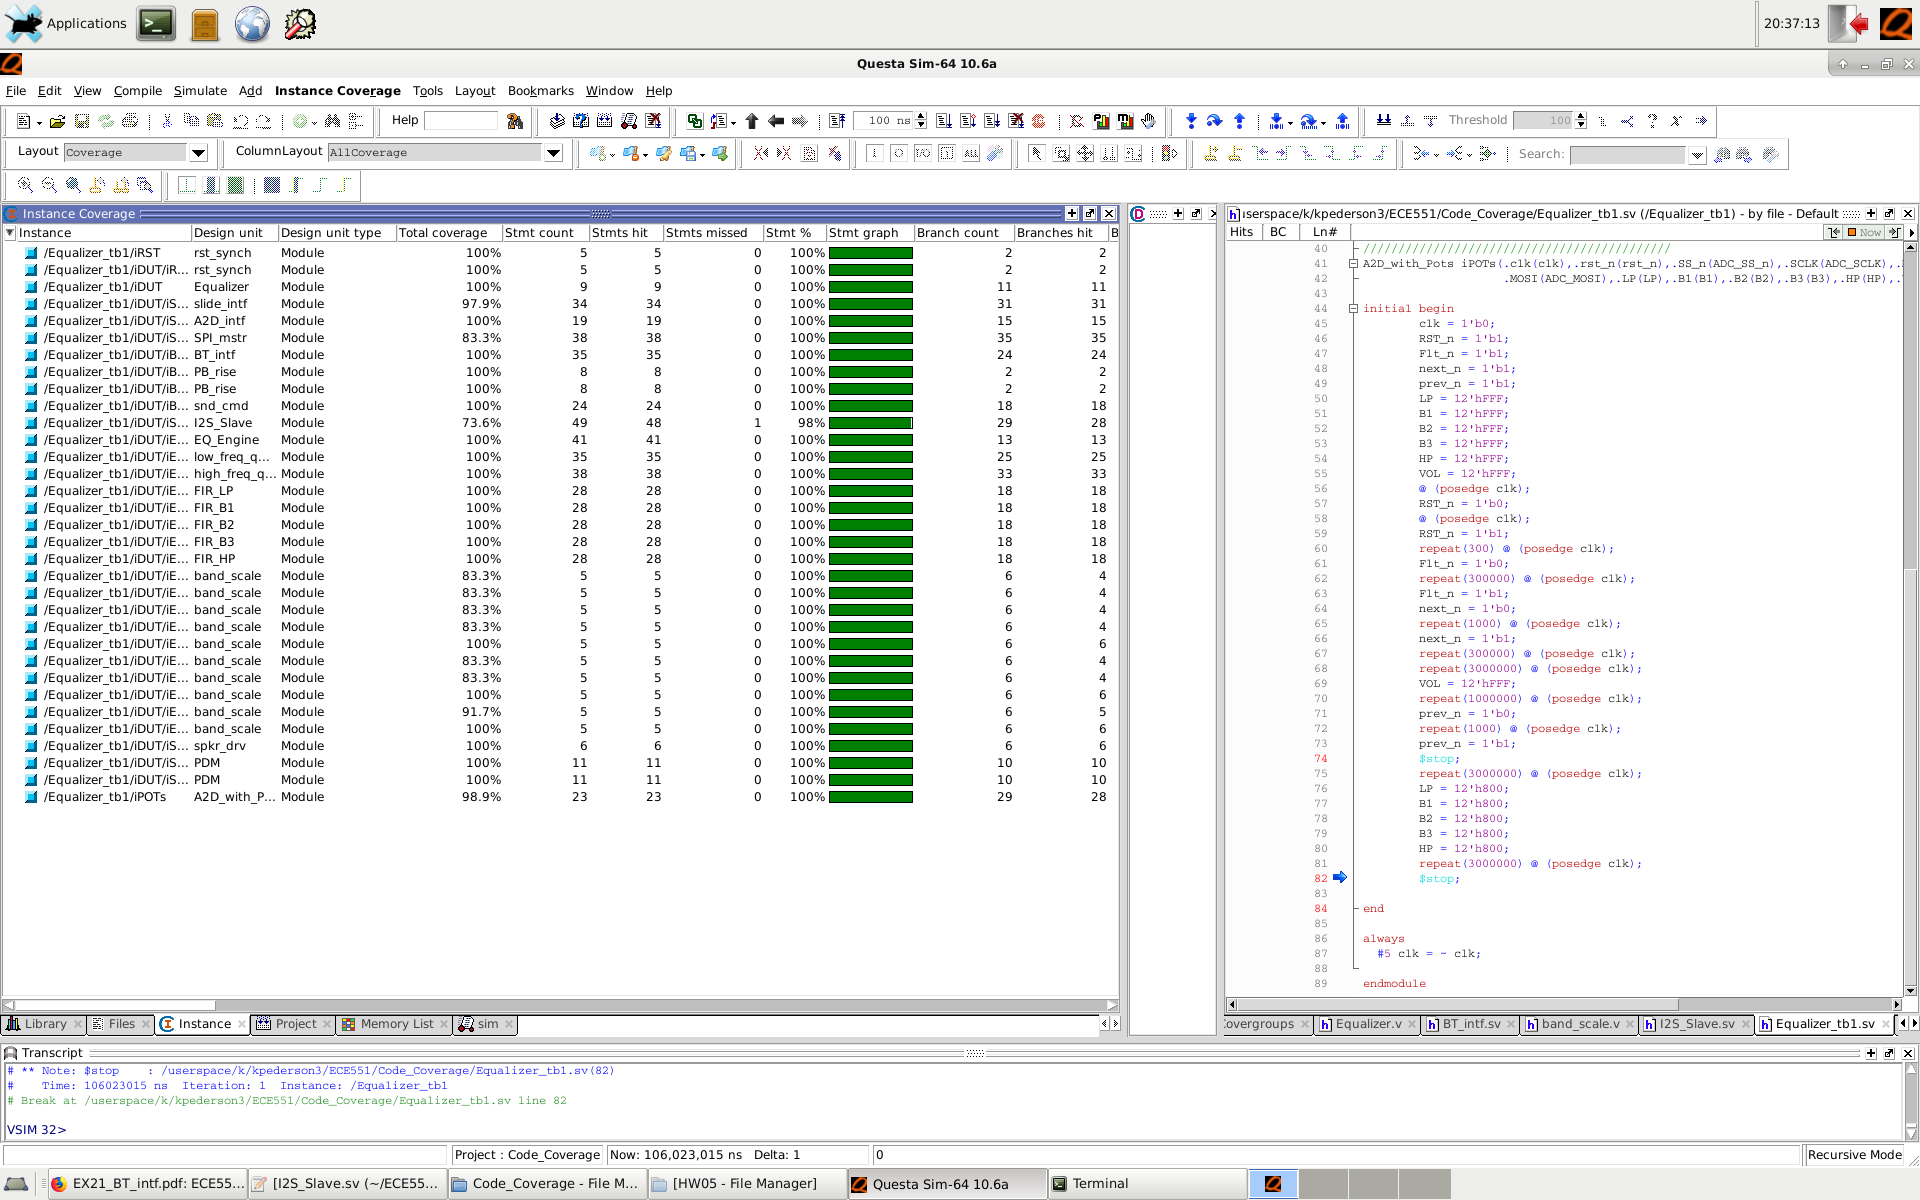 Applications
20:37:13
Questa Sim-64 10.6a
File Edit View Compile Simulate Add Instance Coverage Tools Layout Bookmarks Window Help
Help 100 ns Threshold 100
Layout Coverage ColumnLayout AllCoverage Search:
Instance Coverage
Instance Design unit Design unit type Total coverage Stmt count Stmts hit Stmts missed Stmt % Stmt graph Branch count Branches hit B
/Equalizer_tb1/iRST rst_synch Module 100% 5 5 0 100% 2 2
/Equalizer_tb1/iDUT/iR... rst_synch Module 100% 5 5 0 100% 2 2
/Equalizer_tb1/iDUT Equalizer Module 100% 9 9 0 100% 11 11
/Equalizer_tb1/iDUT/iS... slide_intf Module 97.9% 34 34 0 100% 31 31
/Equalizer_tb1/iDUT/iS... A2D_intf Module 100% 19 19 0 100% 15 15
/Equalizer_tb1/iDUT/iS... SPI_mstr Module 83.3% 38 38 0 100% 35 35
/Equalizer_tb1/iDUT/iB... BT_intf Module 100% 35 35 0 100% 24 24
/Equalizer_tb1/iDUT/iB... PB_rise Module 100% 8 8 0 100% 2 2
/Equalizer_tb1/iDUT/iB... PB_rise Module 100% 8 8 0 100% 2 2
/Equalizer_tb1/iDUT/iB... snd_cmd Module 100% 24 24 0 100% 18 18
/Equalizer_tb1/iDUT/iS... I2S_Slave Module 73.6% 49 48 1 98% 29 28
/Equalizer_tb1/iDUT/iE... EQ_Engine Module 100% 41 41 0 100% 13 13
/Equalizer_tb1/iDUT/iE... low_freq_q... Module 100% 35 35 0 100% 25 25
/Equalizer_tb1/iDUT/iE... high_freq_q... Module 100% 38 38 0 100% 33 33
/Equalizer_tb1/iDUT/iE... FIR_LP Module 100% 28 28 0 100% 18 18
/Equalizer_tb1/iDUT/iE... FIR_B1 Module 100% 28 28 0 100% 18 18
/Equalizer_tb1/iDUT/iE... FIR_B2 Module 100% 28 28 0 100% 18 18
/Equalizer_tb1/iDUT/iE... FIR_B3 Module 100% 28 28 0 100% 18 18
/Equalizer_tb1/iDUT/iE... FIR_HP Module 100% 28 28 0 100% 18 18
/Equalizer_tb1/iDUT/iE... band_scale Module 83.3% 5 5 0 100% 6 4
/Equalizer_tb1/iDUT/iE... band_scale Module 83.3% 5 5 0 100% 6 4
/Equalizer_tb1/iDUT/iE... band_scale Module 83.3% 5 5 0 100% 6 4
/Equalizer_tb1/iDUT/iE... band_scale Module 83.3% 5 5 0 100% 6 4
/Equalizer_tb1/iDUT/iE... band_scale Module 100% 5 5 0 100% 6 6
/Equalizer_tb1/iDUT/iE... band_scale Module 83.3% 5 5 0 100% 6 4
/Equalizer_tb1/iDUT/iE... band_scale Module 83.3% 5 5 0 100% 6 4
/Equalizer_tb1/iDUT/iE... band_scale Module 100% 5 5 0 100% 6 6
/Equalizer_tb1/iDUT/iE... band_scale Module 91.7% 5 5 0 100% 6 5
/Equalizer_tb1/iDUT/iE... band_scale Module 100% 5 5 0 100% 6 6
/Equalizer_tb1/iDUT/iS... spkr_drv Module 100% 6 6 0 100% 6 6
/Equalizer_tb1/iDUT/iS... PDM Module 100% 11 11 0 100% 10 10
/Equalizer_tb1/iDUT/iS... PDM Module 100% 11 11 0 100% 10 10
/Equalizer_tb1/iPOTs A2D_with_P... Module 98.9% 23 23 0 100% 29 28
Library Files Instance Project Memory List sim
ıserspace/k/kpederson3/ECE551/Code_Coverage/Equalizer_tb1.sv (/Equalizer_tb1) - by file - Default
Hits BC Ln# Now
40 ////////////////////////////////////////////
41 A2D_with_Pots iPOTs(.clk(clk),.rst_n(rst_n),.SS_n(ADC_SS_n),.SCLK(ADC_SCLK),.
42 .MOSI(ADC_MOSI),.LP(LP),.B1(B1),.B2(B2),.B3(B3),.HP(HP),.
43
44 initial begin
45 clk = 1'b0;
46 RST_n = 1'b1;
47 Flt_n = 1'b1;
48 next_n = 1'b1;
49 prev_n = 1'b1;
50 LP = 12'hFFF;
51 B1 = 12'hFFF;
52 B2 = 12'hFFF;
53 B3 = 12'hFFF;
54 HP = 12'hFFF;
55 VOL = 12'hFFF;
56 @ (posedge clk);
57 RST_n = 1'b0;
58 @ (posedge clk);
59 RST_n = 1'b1;
60 repeat(300) @ (posedge clk);
61 Flt_n = 1'b0;
62 repeat(300000) @ (posedge clk);
63 Flt_n = 1'b1;
64 next_n = 1'b0;
65 repeat(1000) @ (posedge clk);
66 next_n = 1'b1;
67 repeat(300000) @ (posedge clk);
68 repeat(3000000) @ (posedge clk);
69 VOL = 12'hFFF;
70 repeat(1000000) @ (posedge clk);
71 prev_n = 1'b0;
72 repeat(1000) @ (posedge clk);
73 prev_n = 1'b1;
74 $stop;
75 repeat(3000000) @ (posedge clk);
76 LP = 12'h800;
77 B1 = 12'h800;
78 B2 = 12'h800;
79 B3 = 12'h800;
80 HP = 12'h800;
81 repeat(3000000) @ (posedge clk);
82 $stop;
83
84 end
85
86 always
87 #5 clk = ~ clk;
88
89 endmodule
overgroups Equalizer.v BT_intf.sv band_scale.v I2S_Slave.sv Equalizer_tb1.sv
Transcript
# ** Note: $stop : /userspace/k/kpederson3/ECE551/Code_Coverage/Equalizer_tb1.sv(82)
# Time: 106023015 ns Iteration: 1 Instance: /Equalizer_tb1
# Break at /userspace/k/kpederson3/ECE551/Code_Coverage/Equalizer_tb1.sv line 82
VSIM 32>
Project : Code_Coverage Now: 106,023,015 ns Delta: 1 0 Recursive Mode
EX21_BT_intf.pdf: ECE55... [I2S_Slave.sv (~/ECE55... Code_Coverage - File M... [HW05 - File Manager] Questa Sim-64 10.6a Terminal